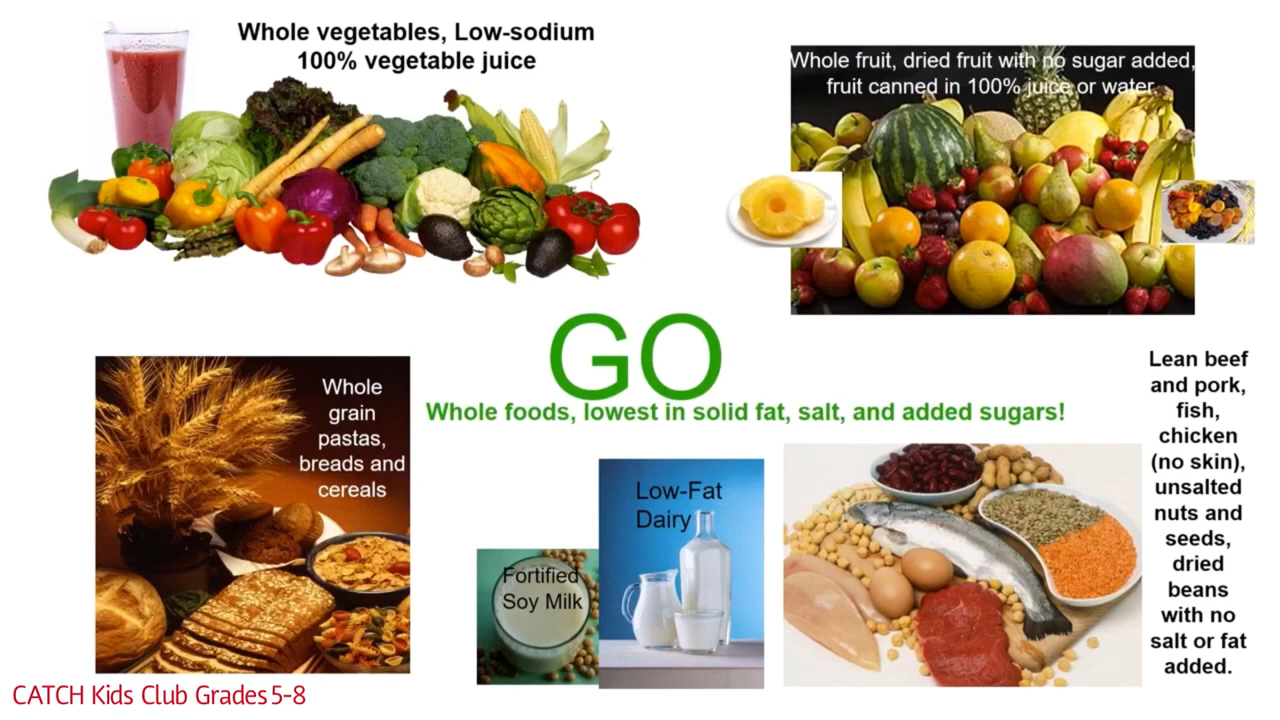 Whole vegetables, Low-sodium
100% vegetable juice
Whole fruit, dried fruit with no sugar added,
fruit canned in 100% juice or water
GO
Whole foods, lowest in solid fat, salt, and added sugars!
Whole
grain
pastas,
breads and
cereals
Fortified
Soy Milk
Low-Fat
Dairy
Lean beef
and pork,
fish,
chicken
(no skin),
unsalted
nuts and
seeds,
dried
beans
with no
salt or fat
added.
CATCH Kids Club Grades 5-8